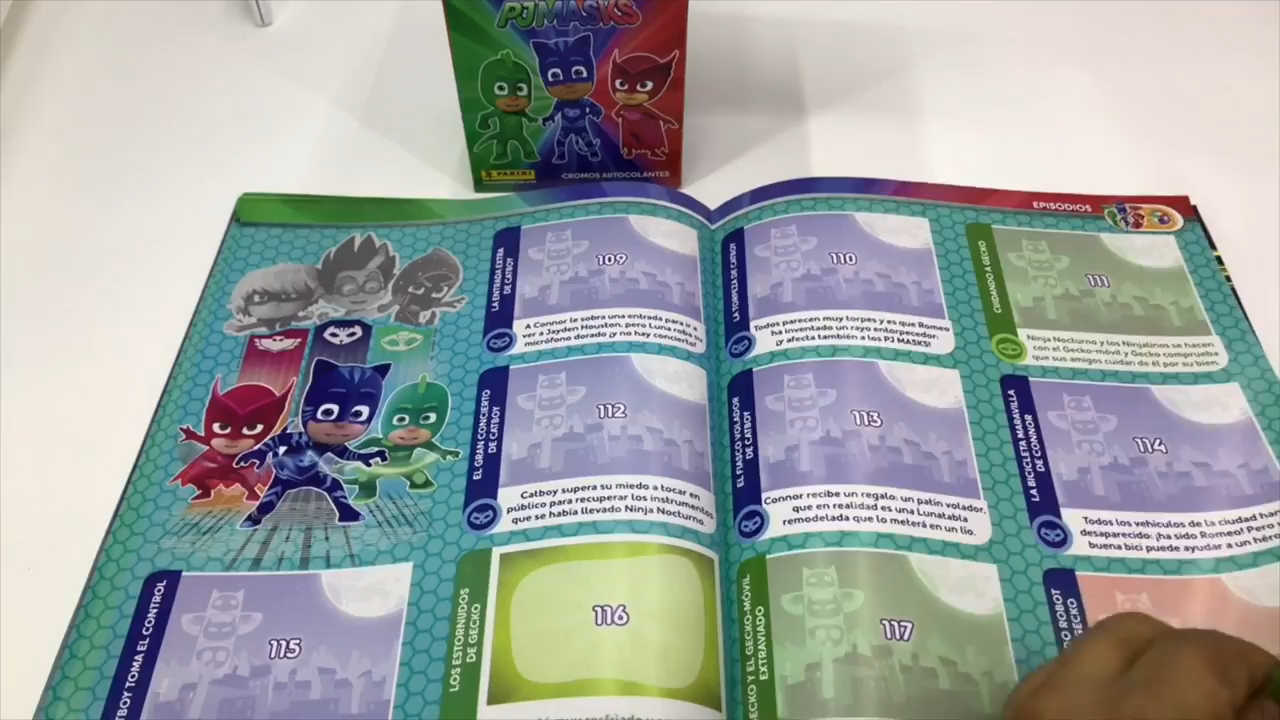 PJMASKS
PANINI
CROMOS AUTOCOLANTES
EPISODIOS
LA ENTRADA EXTRA
DE CATBOY
109
A Connor le sobra una entrada para ir a
ver a Jayden Houston, pero Luna roba su
micrófono dorado ¡y no hay concierto!
LA TORPEZA DE CATBOY
110
Todos parecen muy torpes y es que Romeo
ha inventado un rayo entorpecedor:
¡y afecta también a los PJ MASKS!
CUIDANDO A GECKO
111
Ninja Nocturno y los Ninjalinos se hacen
con el Gecko-móvil y Gecko comprueba
que sus amigos cuidan de él por su bien.
EL GRAN CONCIERTO
DE CATBOY
112
Catboy supera su miedo a tocar en
público para recuperar los instrumentos
que se había llevado Ninja Nocturno.
EL FIASCO VOLADOR
DE CATBOY
113
Connor recibe un regalo: un patín volador,
que en realidad es una Lunatabla
remodelada que lo meterá en un lío.
LA BICICLETA MARAVILLA
DE CONNOR
114
Todos los vehículos de la ciudad han
desaparecido: ¡ha sido Romeo! Pero
buena bici puede ayudar a un héro
TBOY TOMA EL CONTROL
115
LOS ESTORNUDOS
DE GECKO
116
ECKO Y EL GECKO-MÓVIL
EXTRAVIADO
117
ROBOT
GECKO